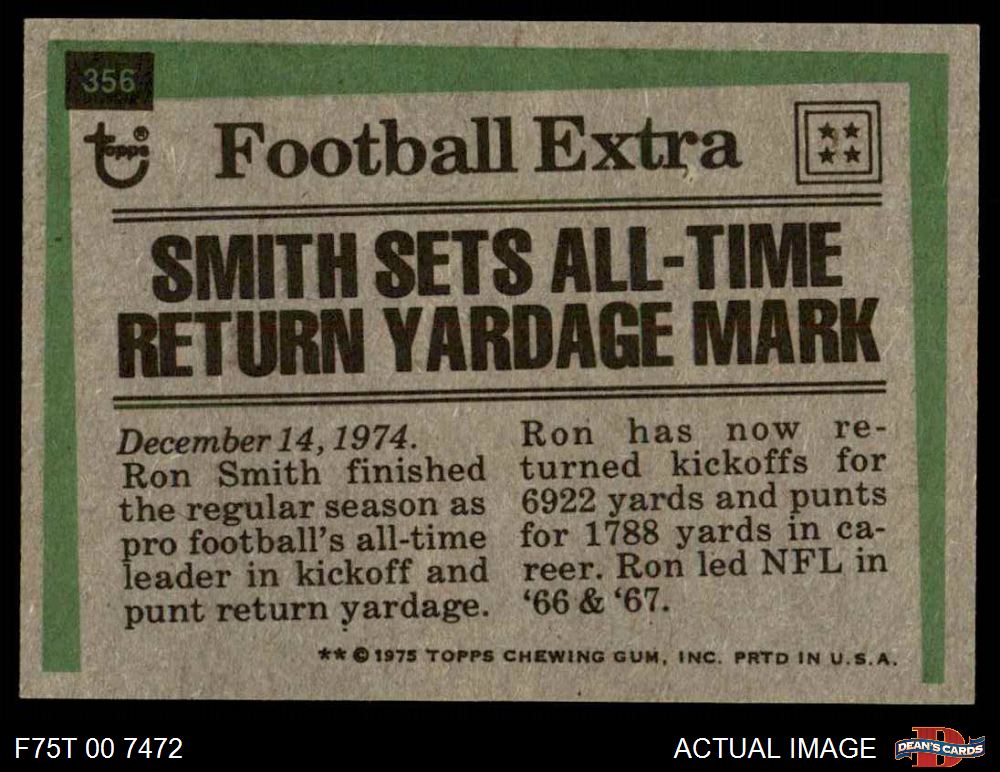 356
topps®
Football Extra
SMITH SETS ALL-TIME
RETURN YARDAGE MARK
December 14, 1974.
Ron Smith finished
the regular season as
pro football's all-time
leader in kickoff and
punt return yardage.
Ron has now re-
turned kickoffs for
6922 yards and punts
for 1788 yards in ca-
reer. Ron led NFL in
'66 & '67.
** © 1975 TOPPS CHEWING GUM, INC. PRTD IN U.S.A.
F75T 00 7472
ACTUAL IMAGE
D
DEAN'S CARDS